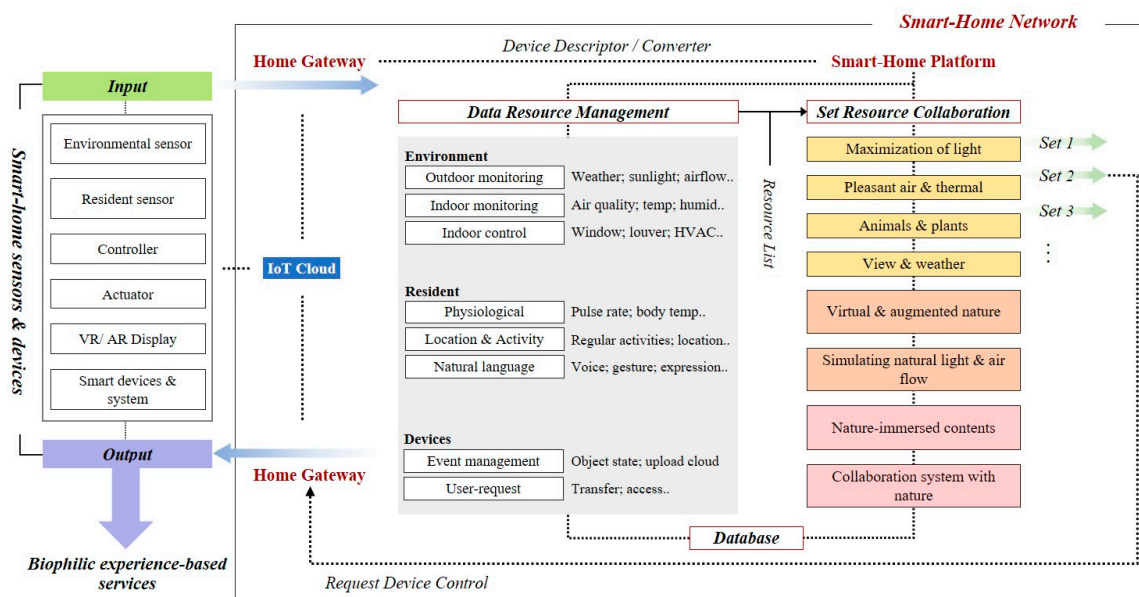 Smart-Home Network
Device Descriptor / Converter
Home Gateway
Smart-Home Platform
Input
Smart-home sensors & devices
Environmental sensor
Resident sensor
Controller
Actuator
VR/ AR Display
Smart devices &
system
Output
Biophilic experience-based
services
IoT Cloud
Home Gateway
Request Device Control
Data Resource Management
Environment
Outdoor monitoring
Weather; sunlight; airflow..
Indoor monitoring
Air quality; temp; humid..
Indoor control
Window; louver; HVAC..
Resident
Physiological
Pulse rate; body temp..
Location & Activity
Regular activities; location..
Natural language
Voice; gesture; expression..
Devices
Event management
Object state; upload cloud
User-request
Transfer; access..
Resource List
Set Resource Collaboration
Maximization of light
Pleasant air & thermal
Animals & plants
View & weather
Virtual & augmented nature
Simulating natural light & air
flow
Nature-immersed contents
Collaboration system with
nature
Set 1
Set 2
Set 3
Database